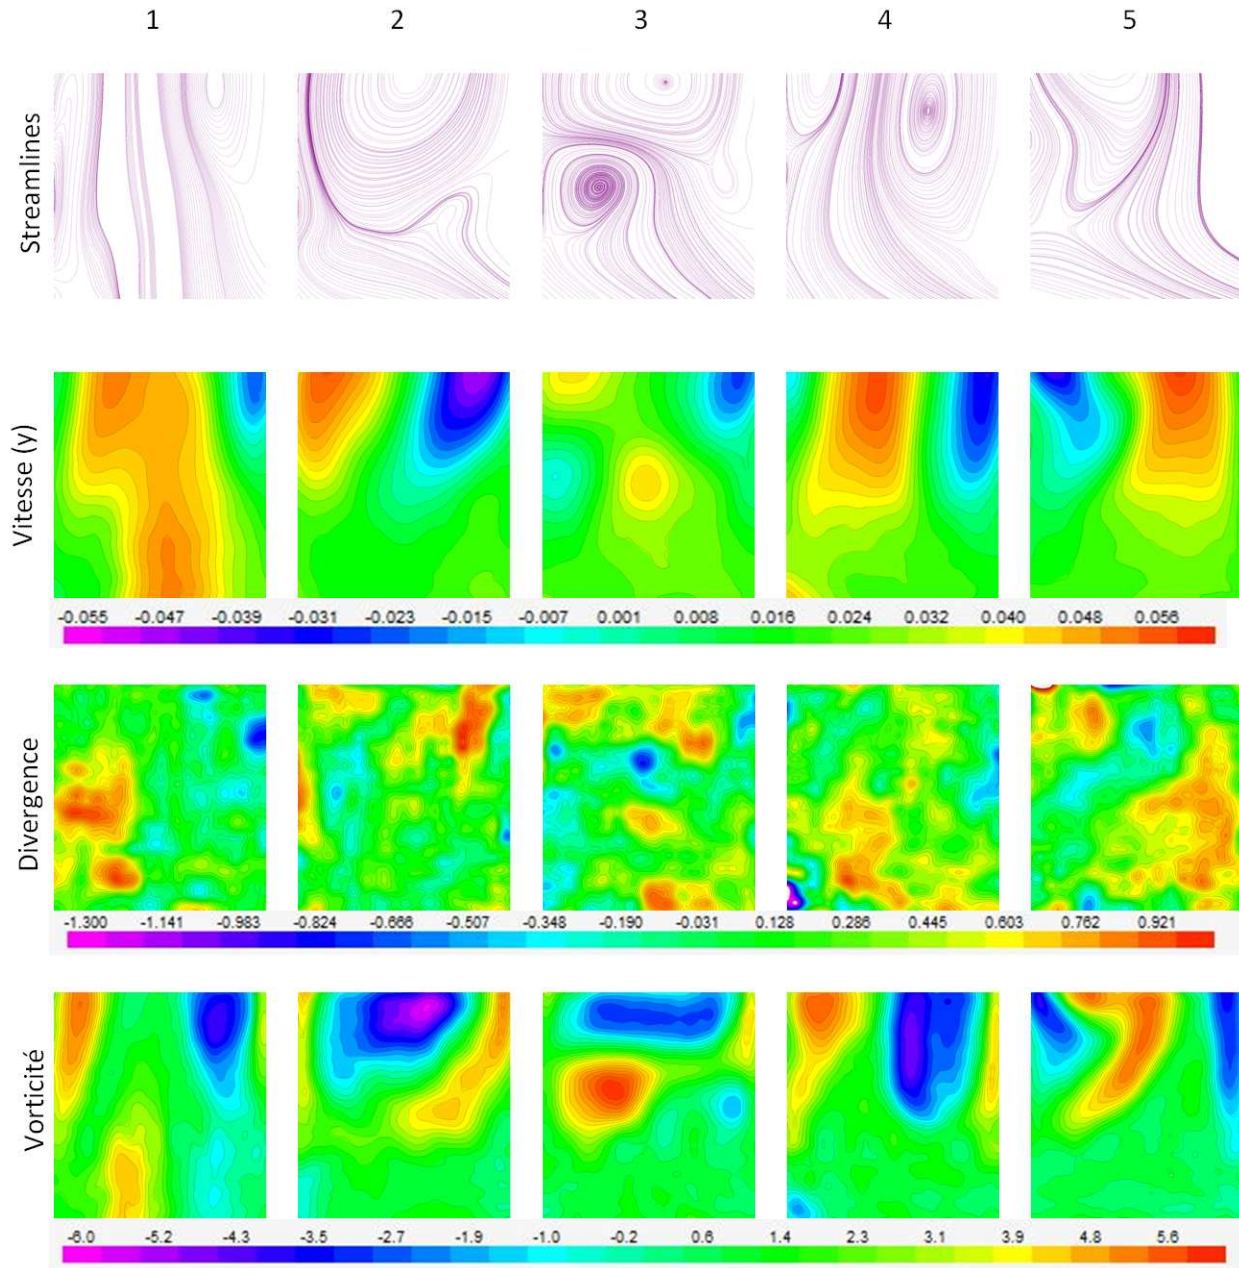 1 2 3 4 5
Streamlines
Vitesse (y)
-0.055 -0.047 -0.039 -0.031 -0.023 -0.015 -0.007 0.001 0.008 0.016 0.024 0.032 0.040 0.048 0.056
Divergence
-1.300 -1.141 -0.983 -0.824 -0.666 -0.507 -0.348 -0.190 -0.031 0.128 0.286 0.445 0.603 0.762 0.921
Vorticité
-6.0 -5.2 -4.3 -3.5 -2.7 -1.9 -1.0 -0.2 0.6 1.4 2.3 3.1 3.9 4.8 5.6